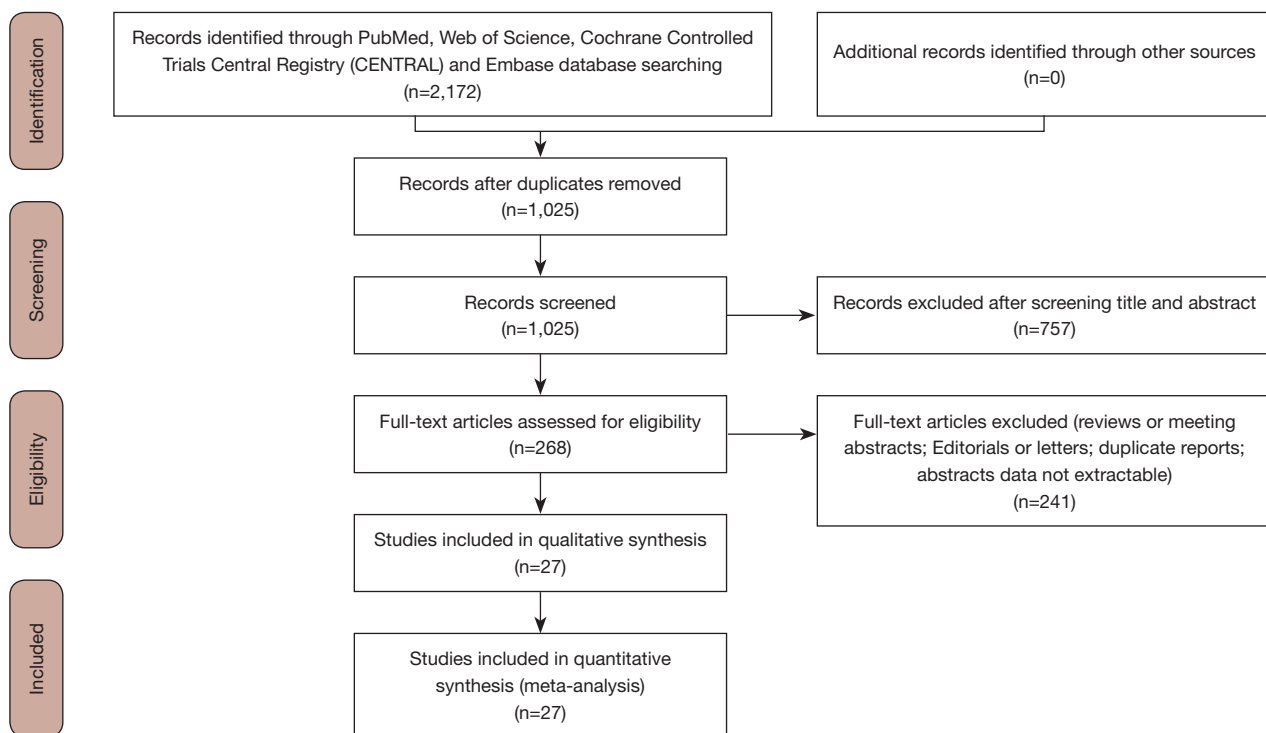 Identification
Records identified through PubMed, Web of Science, Cochrane Controlled
Trials Central Registry (CENTRAL) and Embase database searching
(n=2,172)
Additional records identified through other sources
(n=0)
Records after duplicates removed
(n=1,025)
Screening
Records screened
(n=1,025)
Records excluded after screening title and abstract
(n=757)
Eligibility
Full-text articles assessed for eligibility
(n=268)
Full-text articles excluded (reviews or meeting
abstracts; Editorials or letters; duplicate reports;
abstracts data not extractable)
(n=241)
Studies included in qualitative synthesis
(n=27)
Included
Studies included in quantitative
synthesis (meta-analysis)
(n=27)